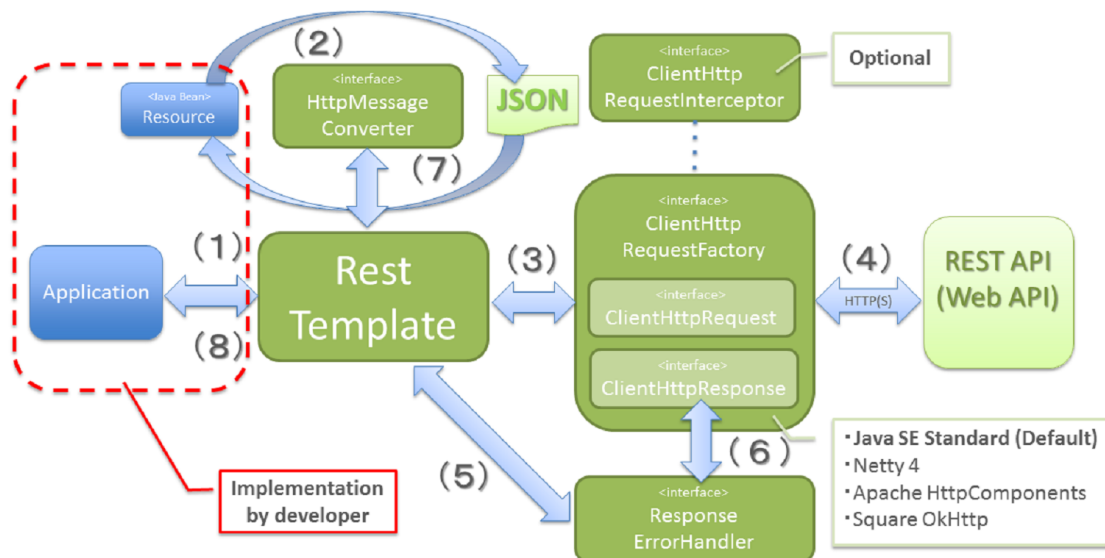 (2)
<interface>
HttpMessage
Converter
<Java Bean>
Resource
JSON
<interface>
ClientHttp
RequestInterceptor
Optional
(7)
<interface>
ClientHttp
RequestFactory
(1)
Application
(8)
Rest
Template
(3)
<interface>
ClientHttpRequest
<interface>
ClientHttpResponse
(4)
HTTP(S)
REST API
(Web API)
(5)
(6)
<interface>
Response
ErrorHandler
Implementation
by developer
・Java SE Standard (Default)
・Netty 4
・Apache HttpComponents
・Square OkHttp